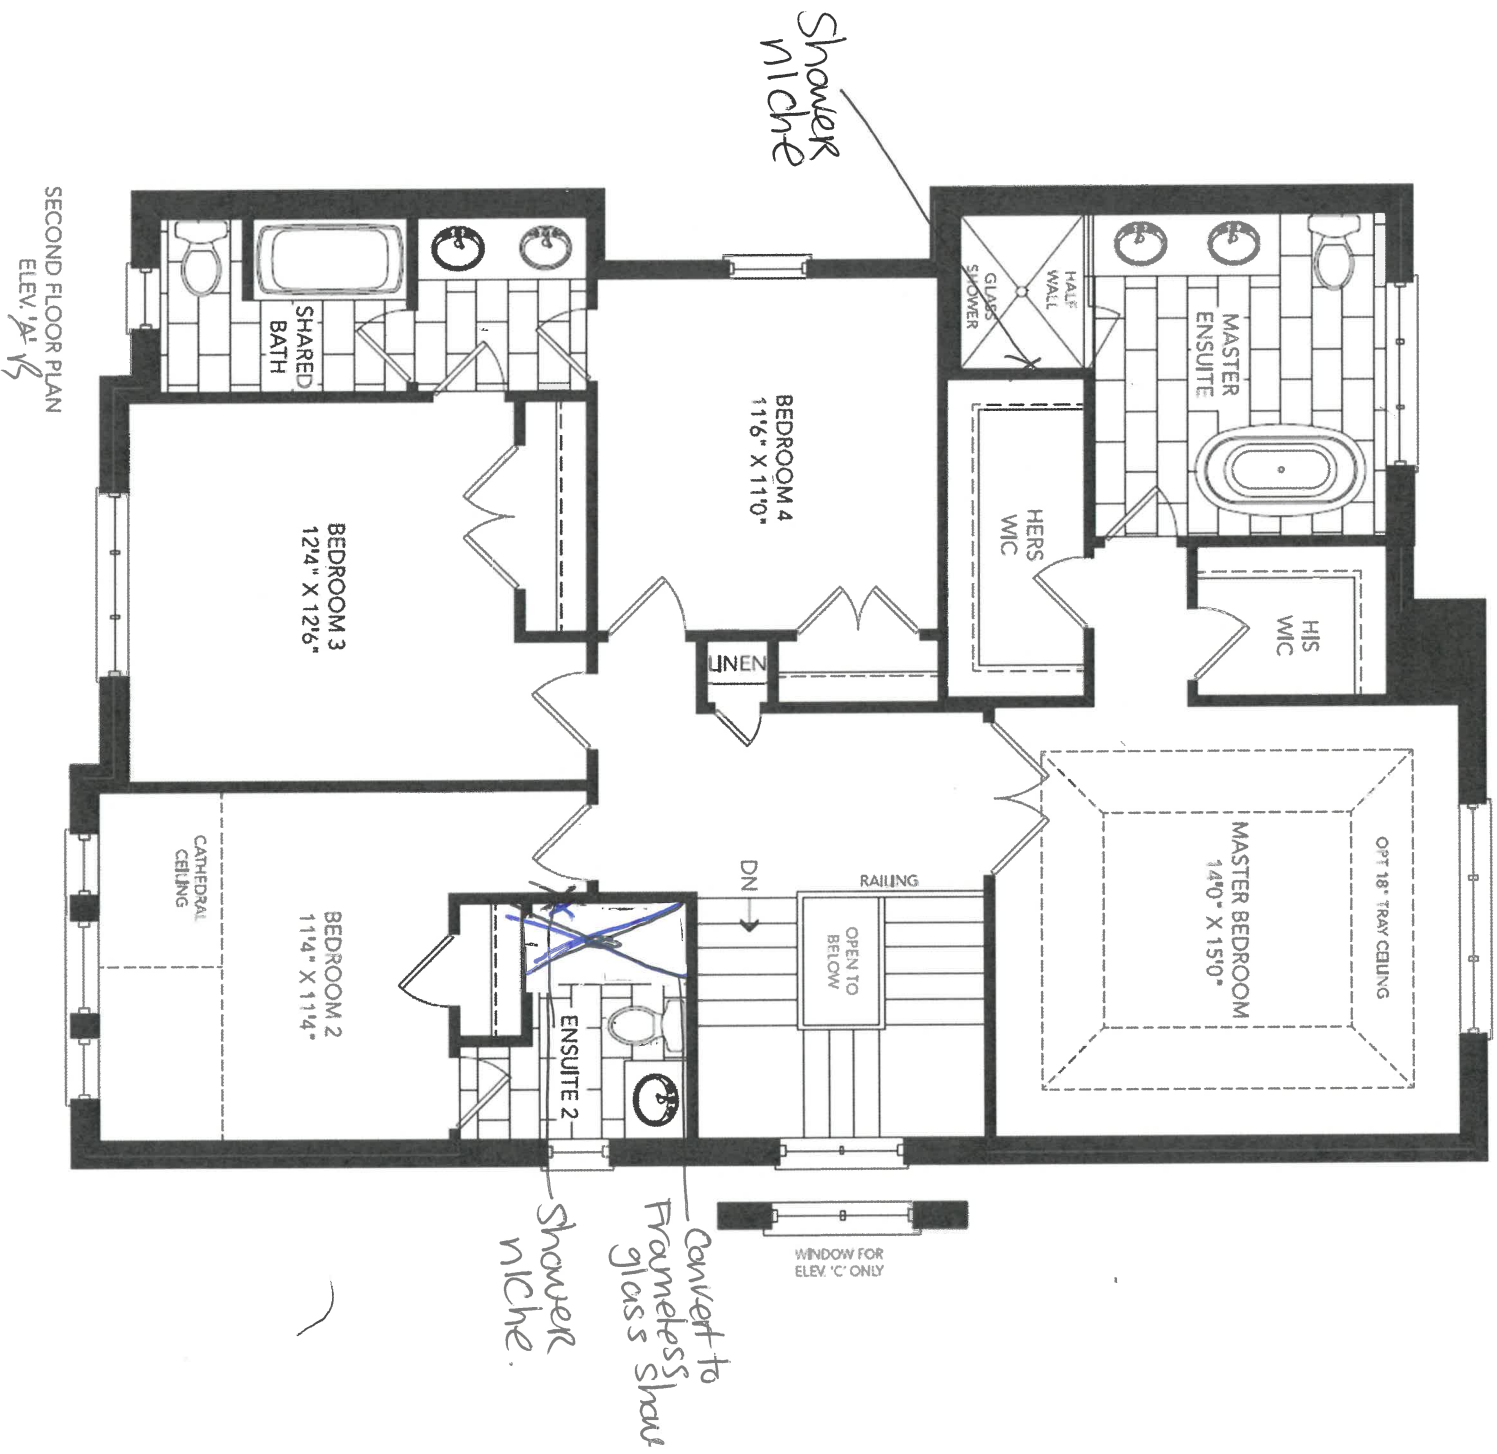 Shower
niche
SECOND FLOOR PLAN
ELEV. 'A' B
SHARED
BATH
HALF
WALL
GLASS
SHOWER
MASTER
ENSUITE
BEDROOM 4
11'6" X 11'0"
HERS
WIC
HIS
WIC
BEDROOM 3
12'4" X 12'6"
LINEN
CATHEDRAL
CEILING
BEDROOM 2
11'4" X 11'4"
ENSUITE 2
DN
RAILING
OPEN TO
BELOW
OPT 18" TRAY CEILING
MASTER BEDROOM
14'0" X 15'0"
WINDOW FOR
ELEV. 'C' ONLY
Convert to
Frameless
glass show
Shower
niche.